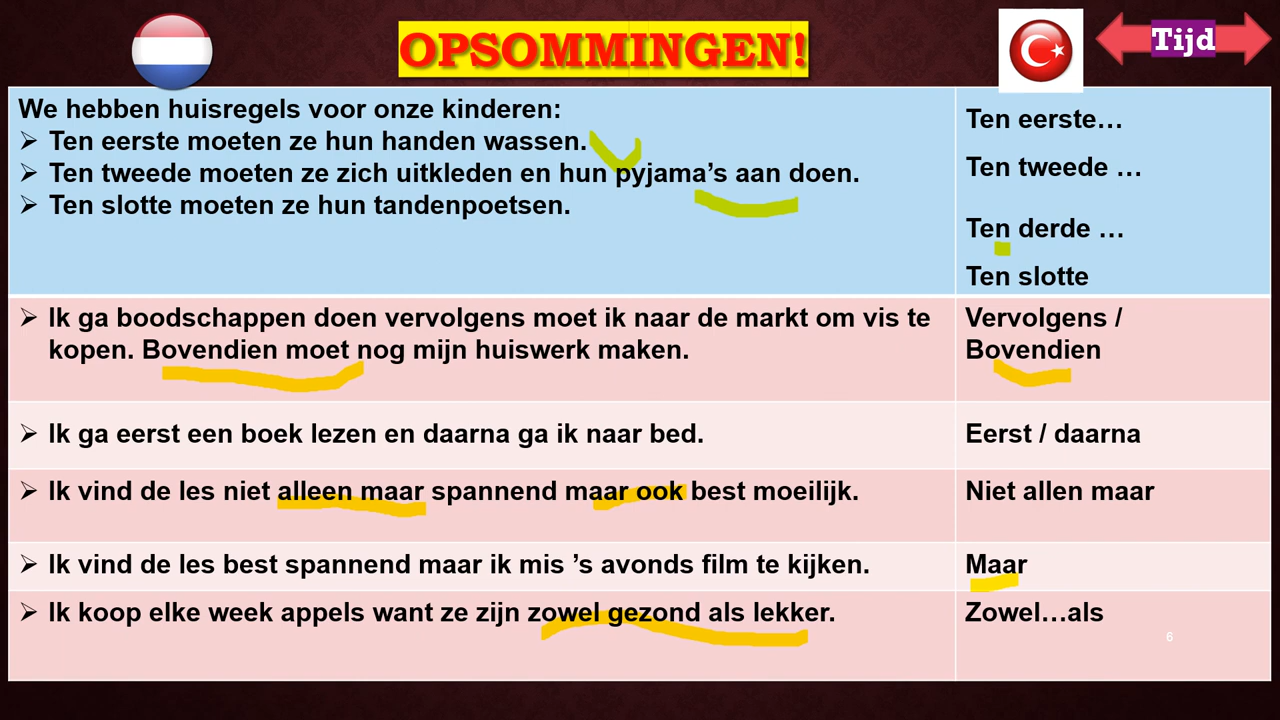 OPSOMMINGEN!
Tijd
We hebben huisregels voor onze kinderen:
➢ Ten eerste moeten ze hun handen wassen.
➢ Ten tweede moeten ze zich uitkleden en hun pyjama’s aan doen.
➢ Ten slotte moeten ze hun tandenpoetsen.
Ten eerste…
Ten tweede …
Ten derde …
Ten slotte
➢ Ik ga boodschappen doen vervolgens moet ik naar de markt om vis te
kopen. Bovendien moet nog mijn huiswerk maken.
Vervolgens /
Bovendien
➢ Ik ga eerst een boek lezen en daarna ga ik naar bed.
Eerst / daarna
➢ Ik vind de les niet alleen maar spannend maar ook best moeilijk.
Niet allen maar
➢ Ik vind de les best spannend maar ik mis ’s avonds film te kijken.
Maar
➢ Ik koop elke week appels want ze zijn zowel gezond als lekker.
Zowel…als
6